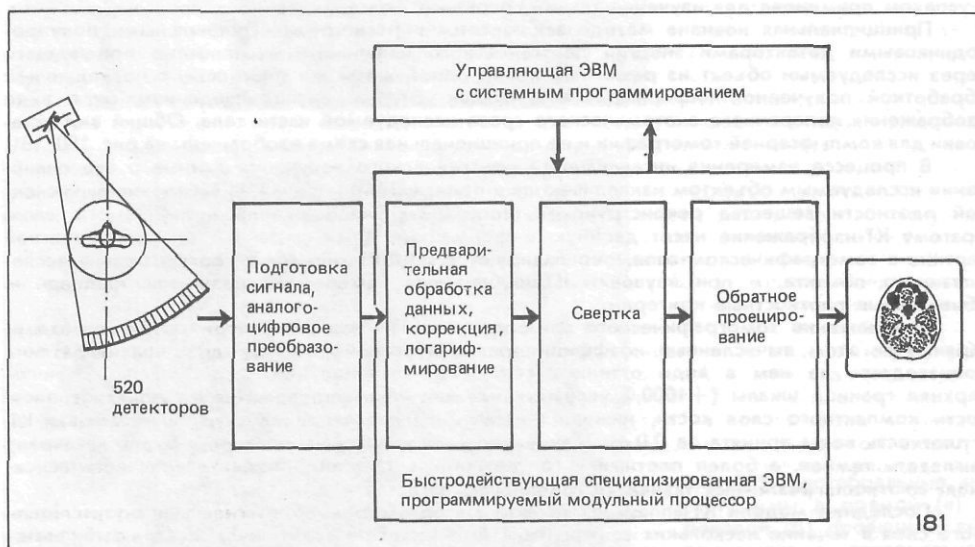 Управляющая ЭВМ
с системным программированием
Подготовка
сигнала,
аналого-
цифровое
преобразо-
вание
Предвари-
тельная
обработка
данных,
коррекция,
логариф-
мирование
Свертка
Обратное
проециро-
вание
520
детекторов
Быстродействующая специализированная ЭВМ,
программируемый модульный процессор
181